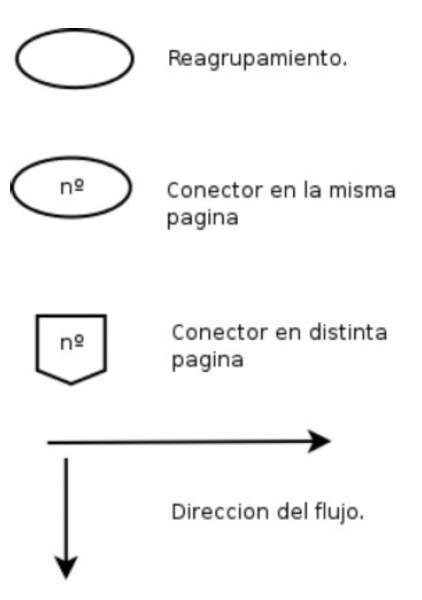 Reagrupamiento.
nº
Conector en la misma
pagina
nº
Conector en distinta
pagina
Direccion del flujo.